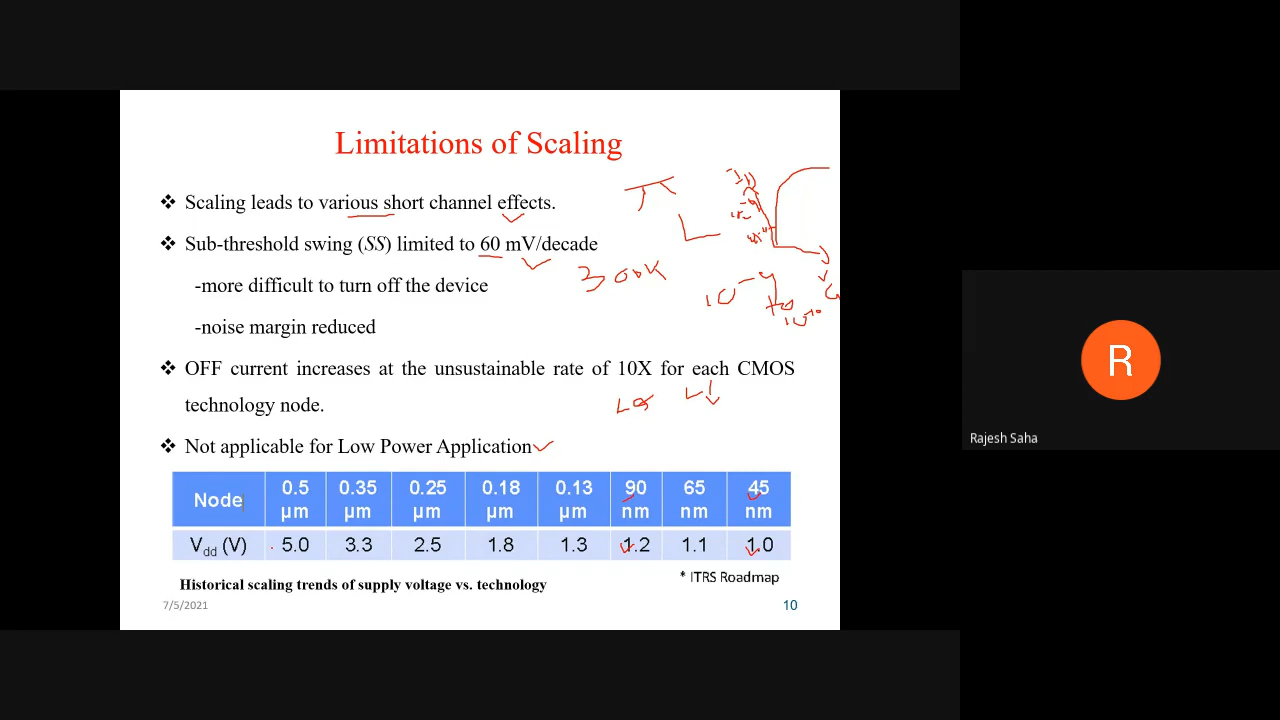 Limitations of Scaling
❖ Scaling leads to various short channel effects.
❖ Sub-threshold swing (SS) limited to 60 mV/decade
300K
-more difficult to turn off the device
-noise margin reduced
❖ OFF current increases at the unsustainable rate of 10X for each CMOS
technology node.
❖ Not applicable for Low Power Application
Node 0.5 µm 0.35 µm 0.25 µm 0.18 µm 0.13 µm 90 nm 65 nm 45 nm
Vdd (V) 5.0 3.3 2.5 1.8 1.3 1.2 1.1 1.0
Historical scaling trends of supply voltage vs. technology
* ITRS Roadmap
7/5/2021
10
R
Rajesh Saha